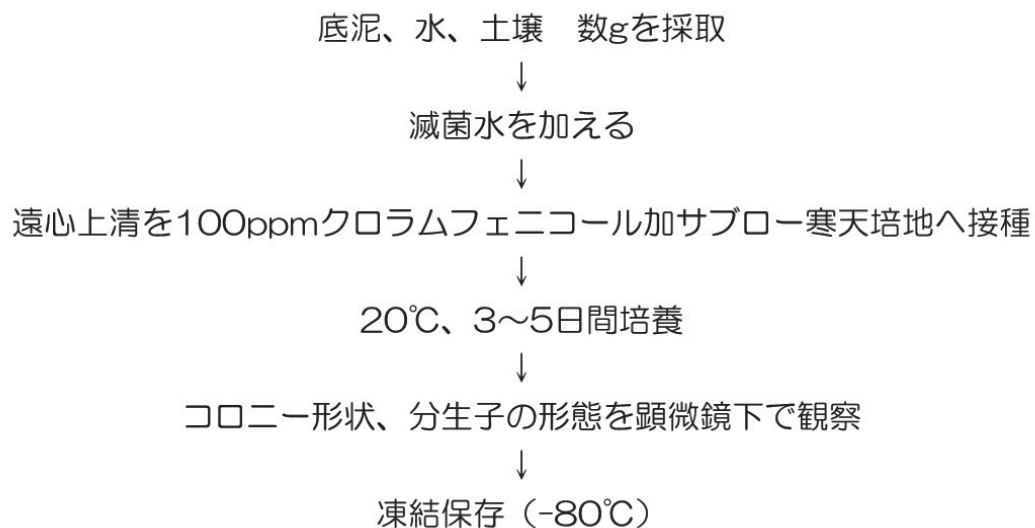 底泥、水、土壌　数gを採取
↓
滅菌水を加える
↓
遠心上清を100ppmクロラムフェニコール加サブロー寒天培地へ接種
↓
20℃、3〜5日間培養
↓
コロニー形状、分生子の形態を顕微鏡下で観察
↓
凍結保存（-80℃）